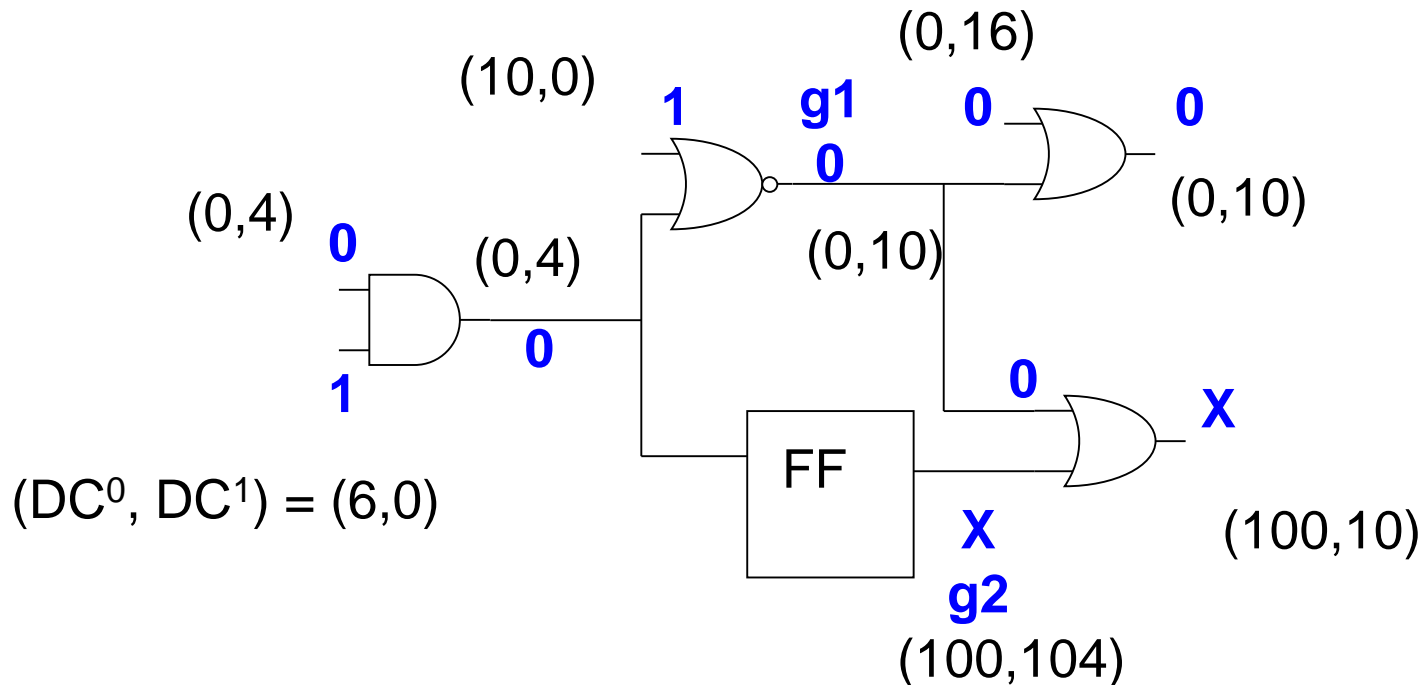 (0,16)
(10,0)
1
g1
0
0
0
(0,4)
0
(0,4)
(0,10)
(0,10)
0
1
0
X
FF
(DC⁰, DC¹) = (6,0)
X
g2
(100,10)
(100,104)